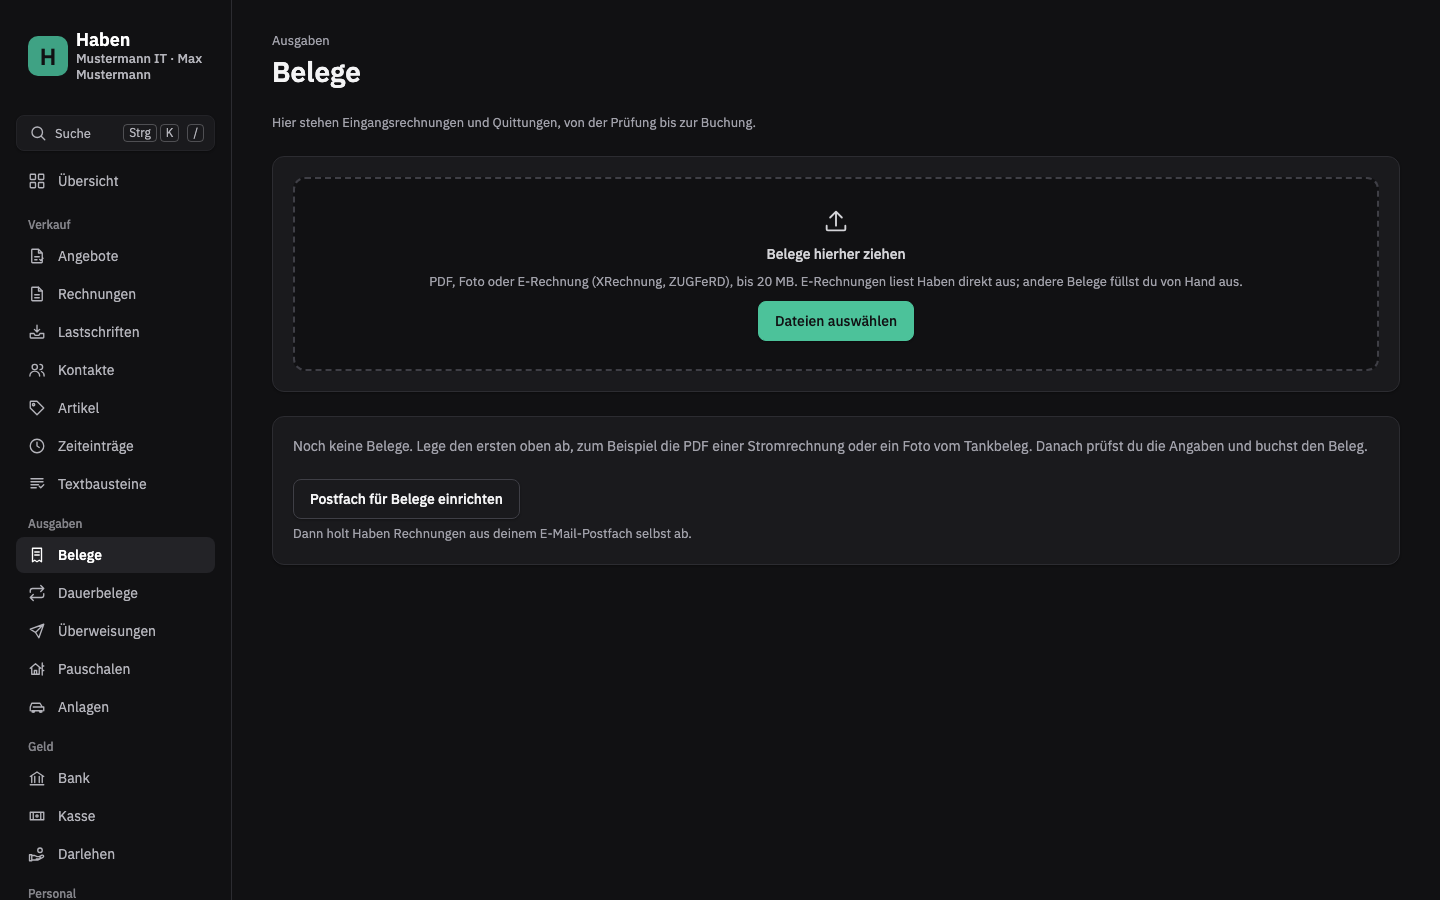 H
Haben
Mustermann IT · Max
Mustermann
Suche Strg K /
Übersicht
Verkauf
Angebote
Rechnungen
Lastschriften
Kontakte
Artikel
Zeiteinträge
Textbausteine
Ausgaben
Belege
Dauerbelege
Überweisungen
Pauschalen
Anlagen
Geld
Bank
Kasse
Darlehen
Personal
Ausgaben
Belege
Hier stehen Eingangsrechnungen und Quittungen, von der Prüfung bis zur Buchung.
Belege hierher ziehen
PDF, Foto oder E-Rechnung (XRechnung, ZUGFeRD), bis 20 MB. E-Rechnungen liest Haben direkt aus; andere Belege füllst du von Hand aus.
Dateien auswählen
Noch keine Belege. Lege den ersten oben ab, zum Beispiel die PDF einer Stromrechnung oder ein Foto vom Tankbeleg. Danach prüfst du die Angaben und buchst den Beleg.
Postfach für Belege einrichten
Dann holt Haben Rechnungen aus deinem E-Mail-Postfach selbst ab.